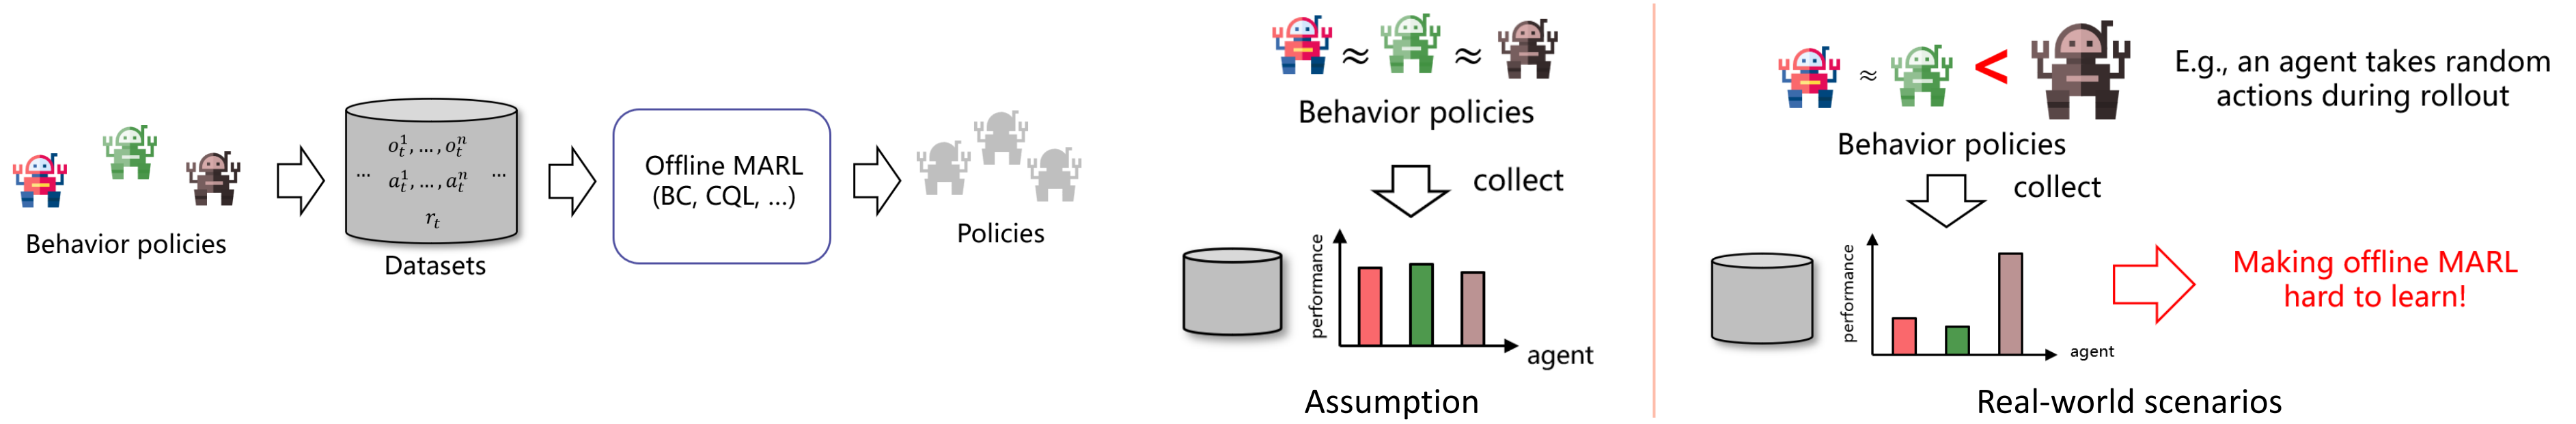 Behavior policies
o_t^1, ..., o_t^n
... a_t^1, ..., a_t^n ...
r_t
Datasets
Offline MARL
(BC, CQL, ...)
Policies
≈ ≈
Behavior policies
collect
performance
agent
Assumption
≈ <
Behavior policies
E.g., an agent takes random
actions during rollout
collect
performance
agent
Making offline MARL
hard to learn!
Real-world scenarios